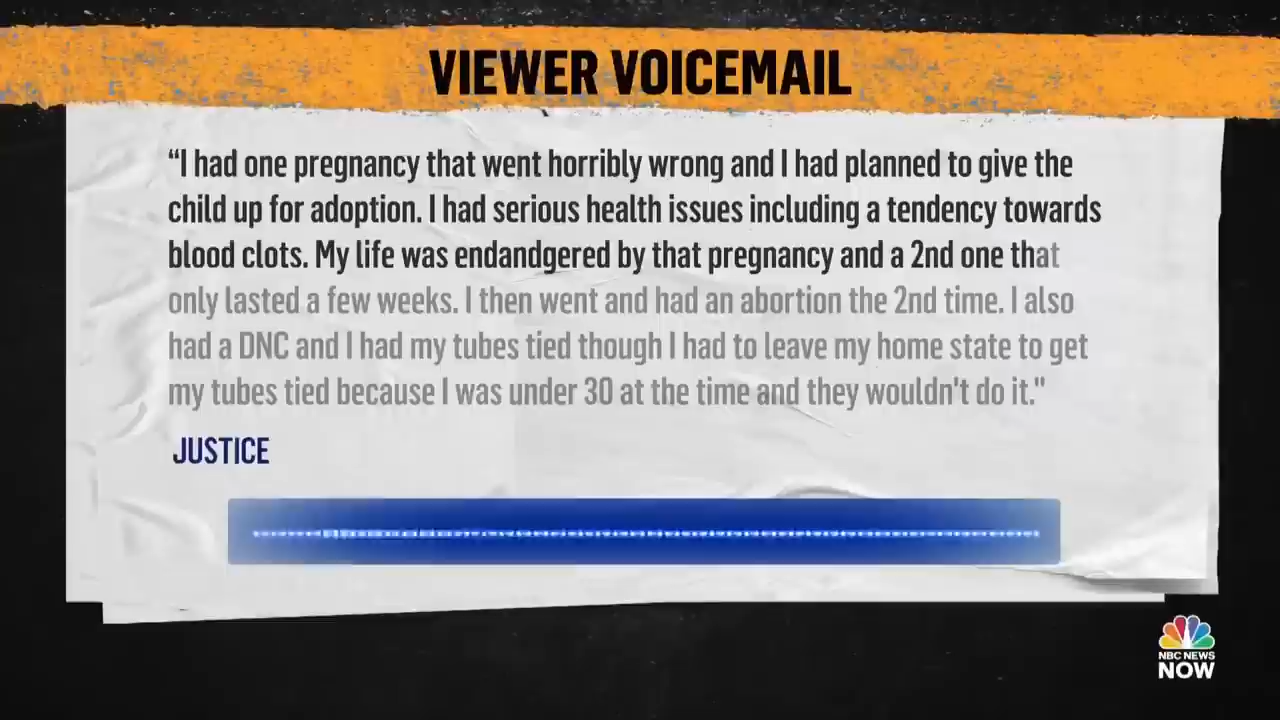 VIEWER VOICEMAIL
“I had one pregnancy that went horribly wrong and I had planned to give the
child up for adoption. I had serious health issues including a tendency towards
blood clots. My life was endandgered by that pregnancy and a 2nd one that
only lasted a few weeks. I then went and had an abortion the 2nd time. I also
had a DNC and I had my tubes tied though I had to leave my home state to get
my tubes tied because I was under 30 at the time and they wouldn't do it."
JUSTICE
NBC NEWS
NOW